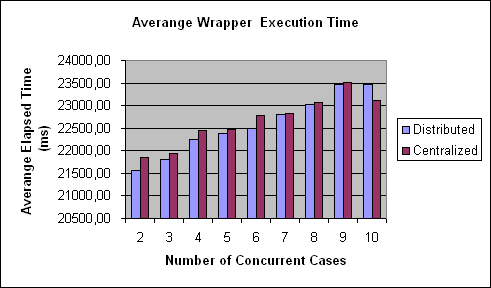 Averange Wrapper Execution Time
24000,00
23500,00
23000,00
22500,00
22000,00
21500,00
21000,00
20500,00
Averange Elapsed Time
(ms)
2 3 4 5 6 7 8 9 10
Number of Concurrent Cases
Distributed
Centralized